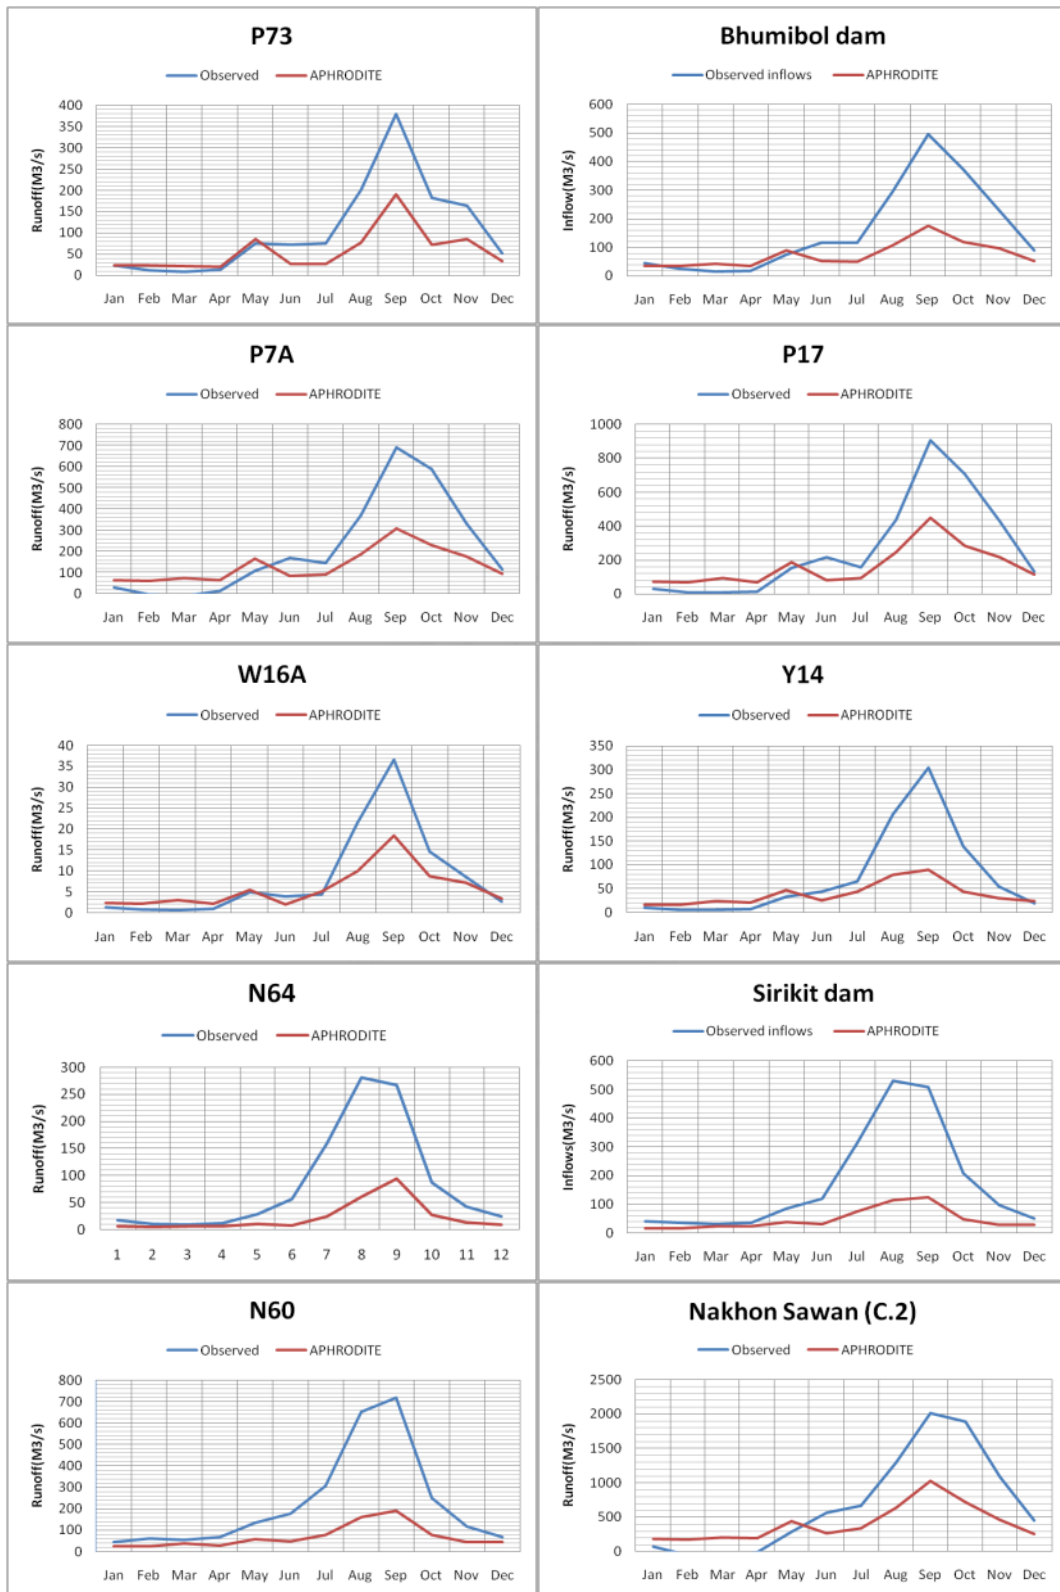 P73
Observed APHRODITE
Runoff(M3/s)
400
350
300
250
200
150
100
50
0
Jan Feb Mar Apr May Jun Jul Aug Sep Oct Nov Dec
Bhumibol dam
Observed inflows APHRODITE
Inflow(M3/s)
600
500
400
300
200
100
0
Jan Feb Mar Apr May Jun Jul Aug Sep Oct Nov Dec
P7A
Observed APHRODITE
Runoff(M3/s)
800
700
600
500
400
300
200
100
0
Jan Feb Mar Apr May Jun Jul Aug Sep Oct Nov Dec
P17
Observed APHRODITE
Runoff(M3/s)
1000
800
600
400
200
0
Jan Feb Mar Apr May Jun Jul Aug Sep Oct Nov Dec
W16A
Observed APHRODITE
Runoff(M3/s)
40
35
30
25
20
15
10
5
0
Jan Feb Mar Apr May Jun Jul Aug Sep Oct Nov Dec
Y14
Observed APHRODITE
Runoff(M3/s)
350
300
250
200
150
100
50
0
Jan Feb Mar Apr May Jun Jul Aug Sep Oct Nov Dec
N64
Observed APHRODITE
Runoff(M3/s)
300
250
200
150
100
50
0
1 2 3 4 5 6 7 8 9 10 11 12
Sirikit dam
Observed inflows APHRODITE
Inflows(M3/s)
600
500
400
300
200
100
0
Jan Feb Mar Apr May Jun Jul Aug Sep Oct Nov Dec
N60
Observed APHRODITE
Runoff(M3/s)
800
700
600
500
400
300
200
100
0
Jan Feb Mar Apr May Jun Jul Aug Sep Oct Nov Dec
Nakhon Sawan (C.2)
Observed APHRODITE
Runoff(M3/s)
2500
2000
1500
1000
500
0
Jan Feb Mar Apr May Jun Jul Aug Sep Oct Nov Dec